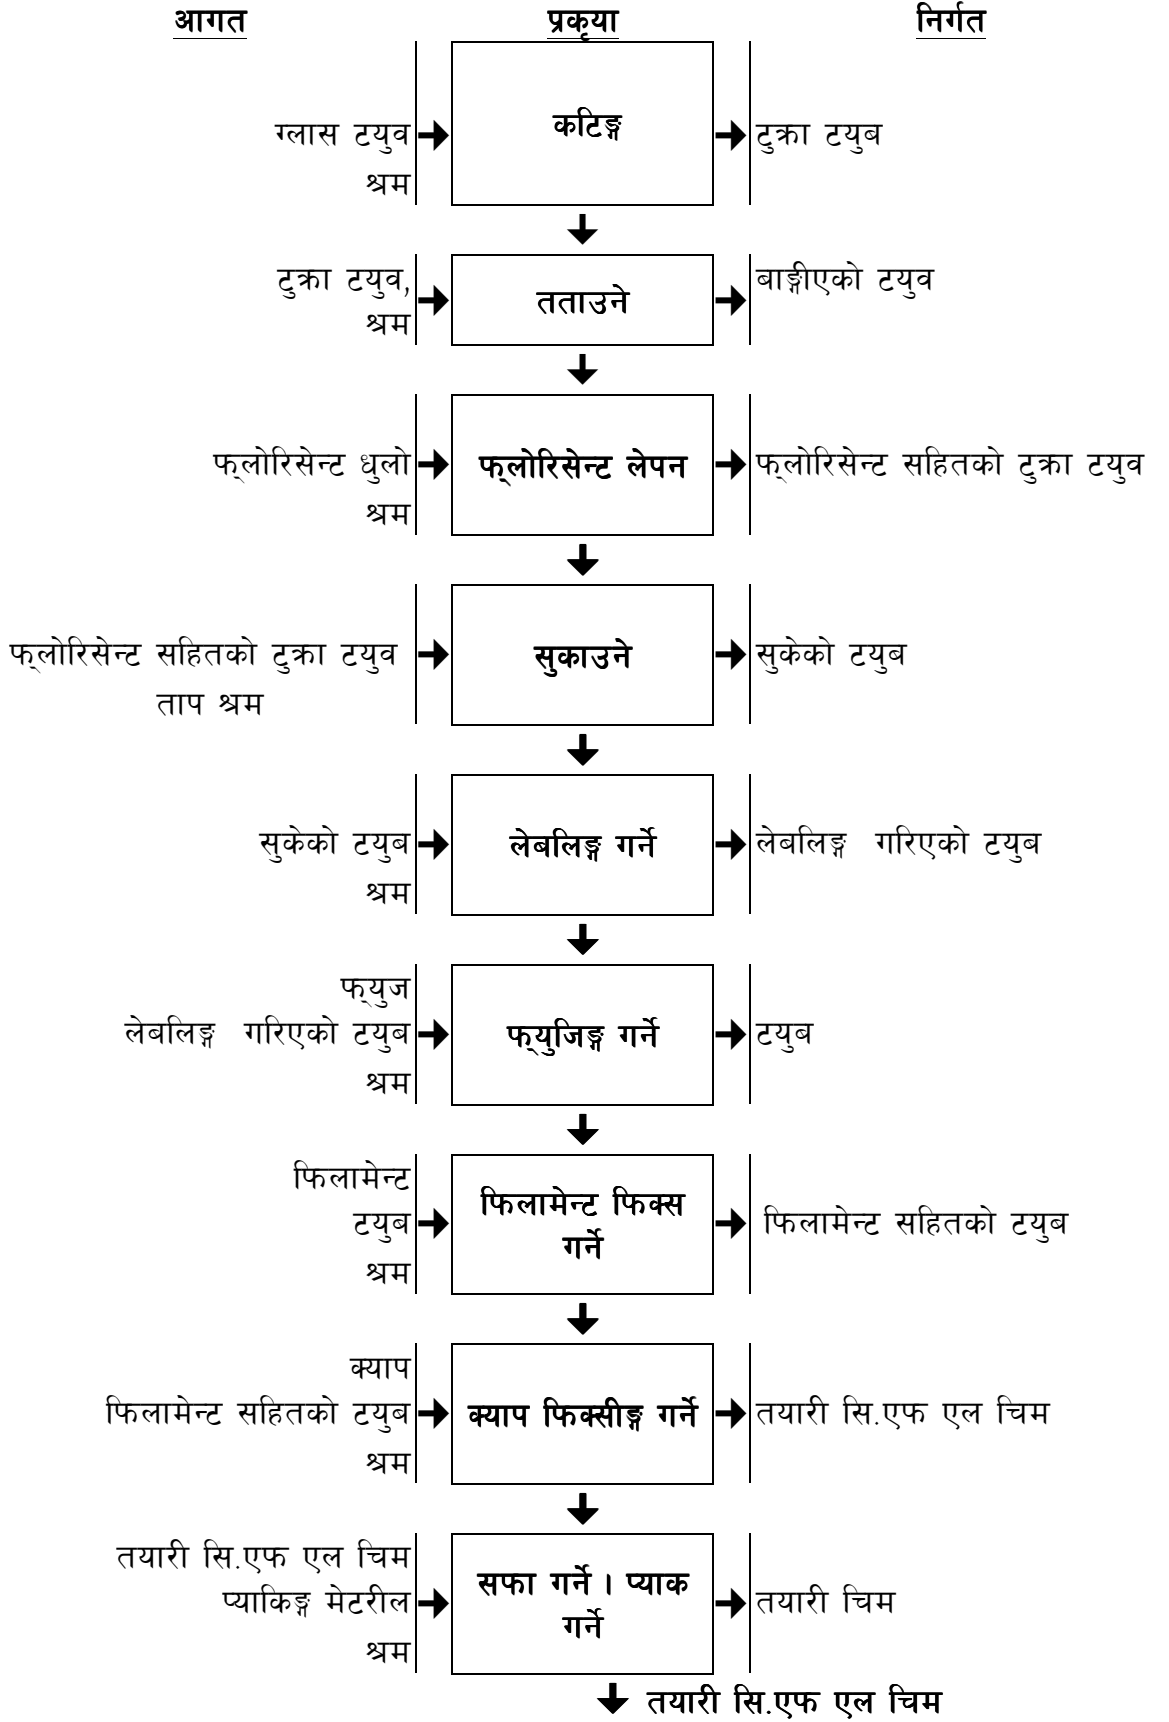 आगत प्रकृया निर्गत
ग्लास टयुव
श्रम
कटिङ्ग
टुक्रा टयुब
टुक्रा टयुव,
श्रम
तताउने
बाङ्गीएको टयुव
फ्लोरिसेन्ट धुलो
श्रम
फ्लोरिसेन्ट लेपन
फ्लोरिसेन्ट सहितको टुक्रा टयुव
फ्लोरिसेन्ट सहितको टुक्रा टयुव
ताप श्रम
सुकाउने
सुकेको टयुब
सुकेको टयुब
श्रम
लेबलिङ्ग गर्ने
लेबलिङ्ग गरिएको टयुब
फ्युज
लेबलिङ्ग गरिएको टयुब
श्रम
फ्युजिङ्ग गर्ने
टयुब
फिलामेन्ट
टयुब
श्रम
फिलामेन्ट फिक्स
गर्ने
फिलामेन्ट सहितको टयुब
क्याप
फिलामेन्ट सहितको टयुब
श्रम
क्याप फिक्सीङ्ग गर्ने
तयारी सि.एफ एल चिम
तयारी सि.एफ एल चिम
प्याकिङ्ग मेटरील
श्रम
सफा गर्ने । प्याक
गर्ने
तयारी चिम
तयारी सि.एफ एल चिम